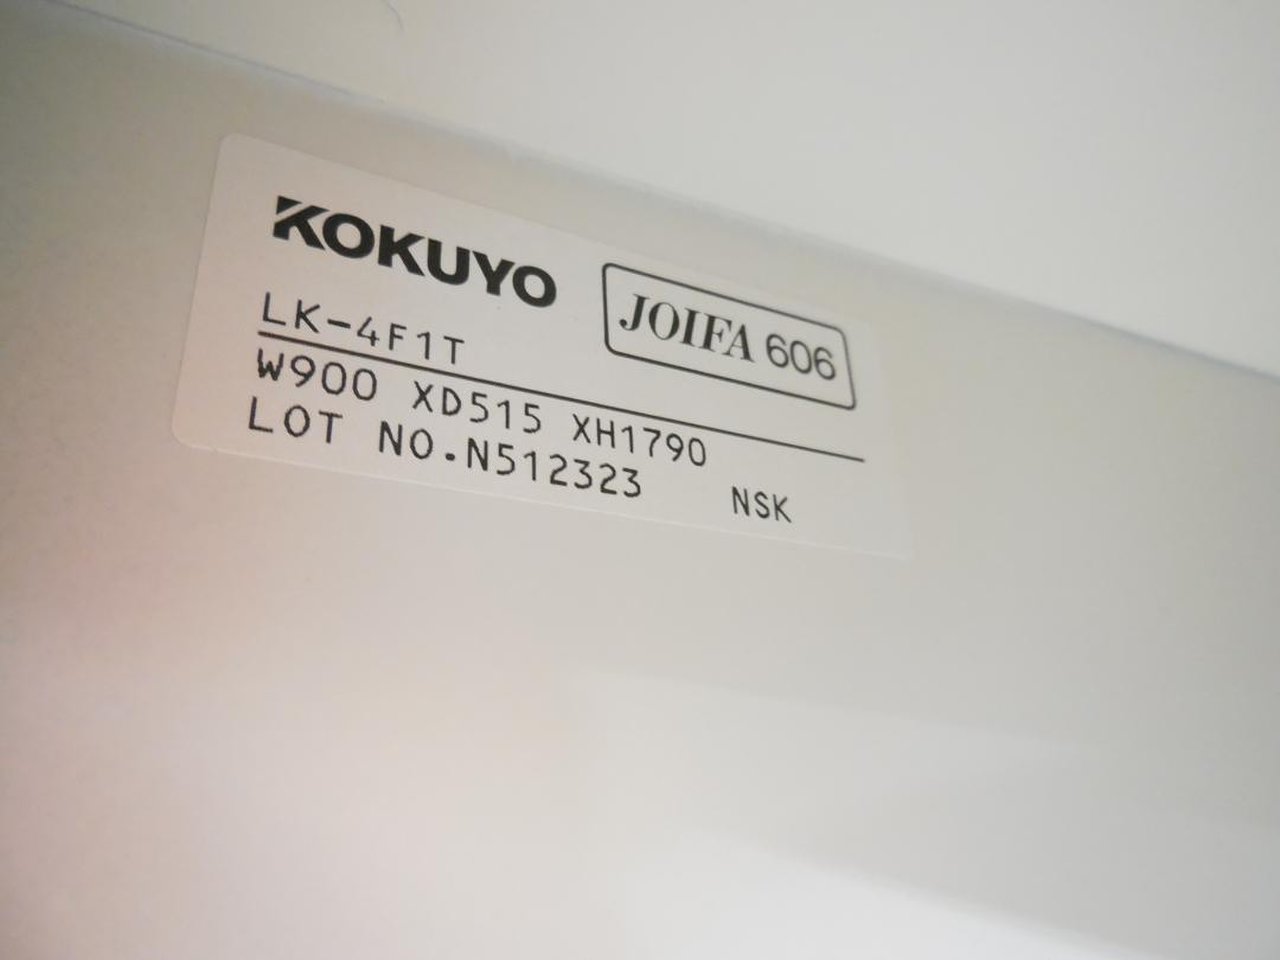 KOKUYO
JOIFA 606
LK-4F1T
W900 XD515 XH1790
LOT NO.N512323 NSK